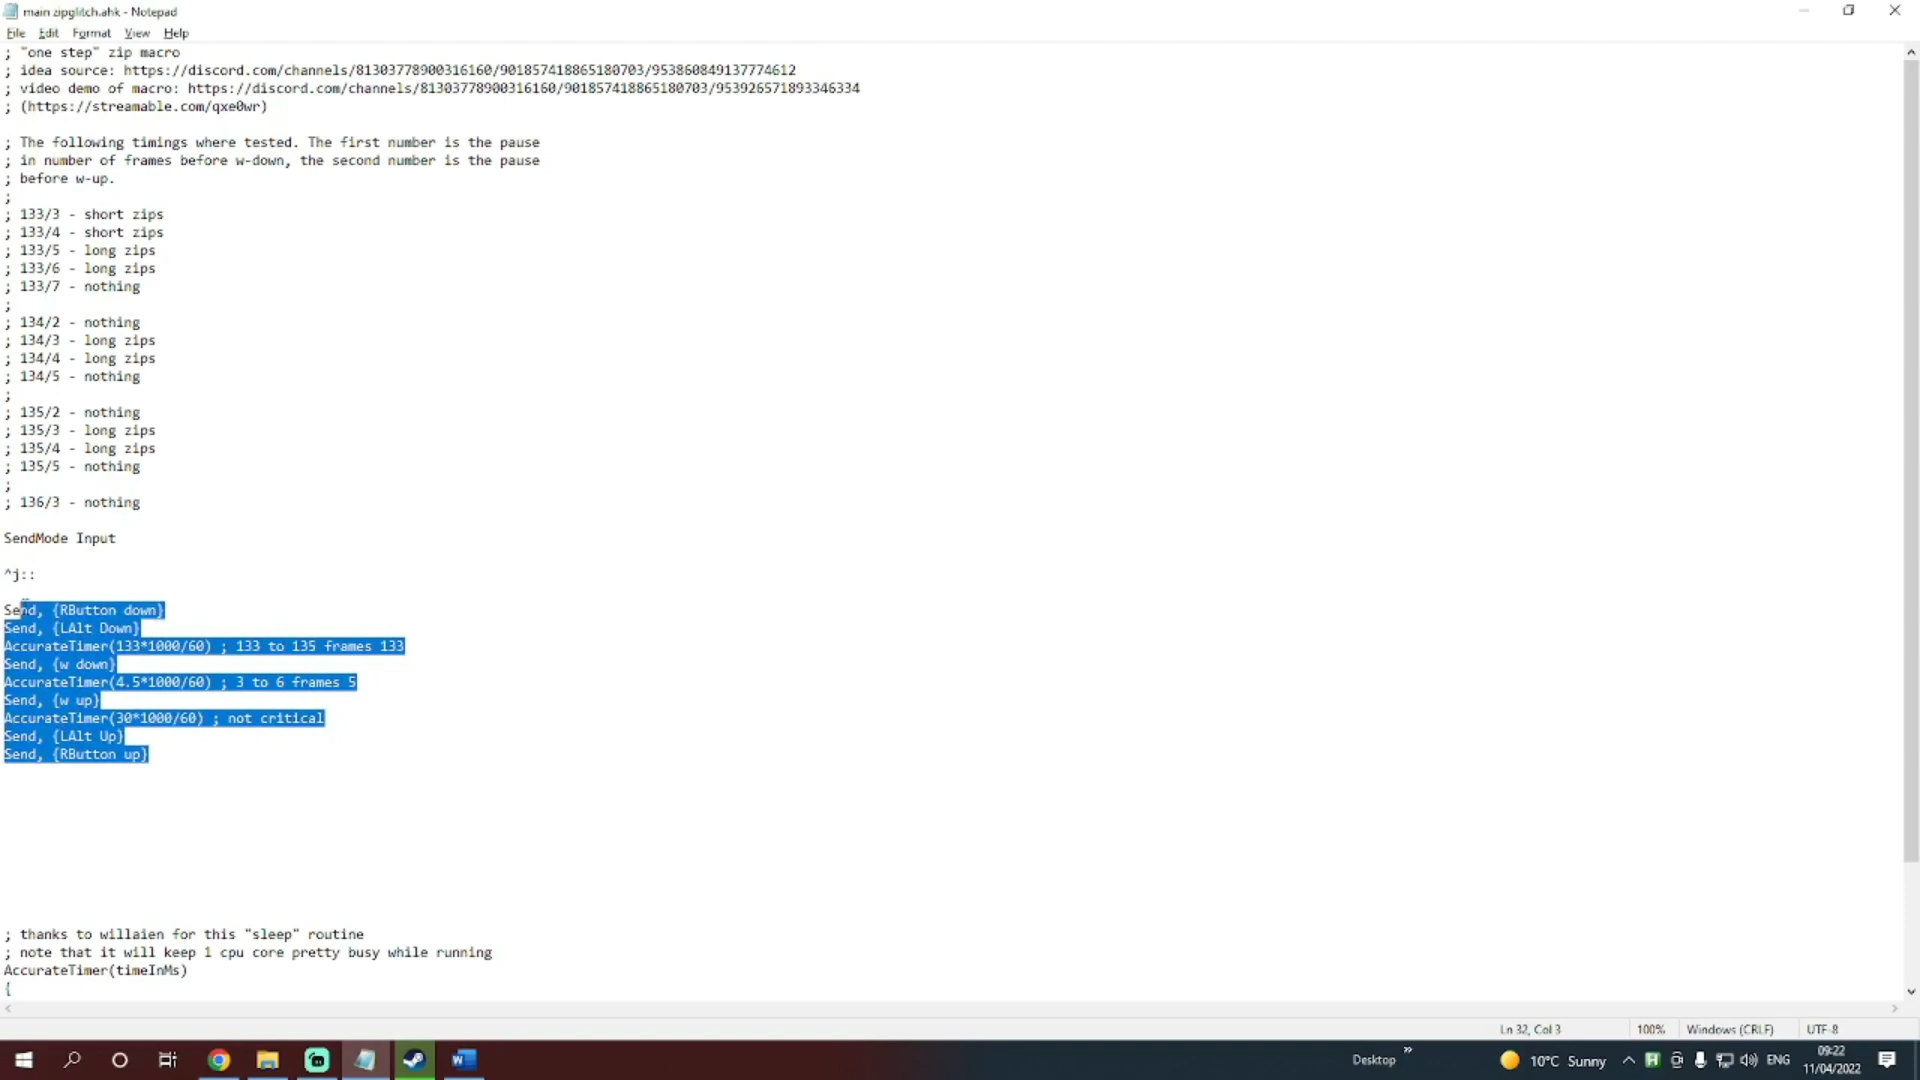 main zipglitch.ahk - Notepad
File Edit Format View Help
; "one step" zip macro
; idea source: https://discord.com/channels/81303778900316160/901857418865180703/953860849137774612
; video demo of macro: https://discord.com/channels/81303778900316160/901857418865180703/953926571893346334
; (https://streamable.com/qxe0wr)
; The following timings where tested. The first number is the pause
; in number of frames before w-down, the second number is the pause
; before w-up.
;
; 133/3 - short zips
; 133/4 - short zips
; 133/5 - long zips
; 133/6 - long zips
; 133/7 - nothing
;
; 134/2 - nothing
; 134/3 - long zips
; 134/4 - long zips
; 134/5 - nothing
;
; 135/2 - nothing
; 135/3 - long zips
; 135/4 - long zips
; 135/5 - nothing
;
; 136/3 - nothing
SendMode Input
^j::
Send, {RButton down}
Send, {LAlt Down}
AccurateTimer(133*1000/60) ; 133 to 135 frames 133
Send, {w down}
AccurateTimer(4.5*1000/60) ; 3 to 6 frames 5
Send, {w up}
AccurateTimer(30*1000/60) ; not critical
Send, {LAlt Up}
Send, {RButton up}
; thanks to willaien for this "sleep" routine
; note that it will keep 1 cpu core pretty busy while running
AccurateTimer(timeInMs)
{
Ln 32, Col 3 100% Windows (CRLF) UTF-8
Desktop 10°C Sunny ENG 09:22
11/04/2022